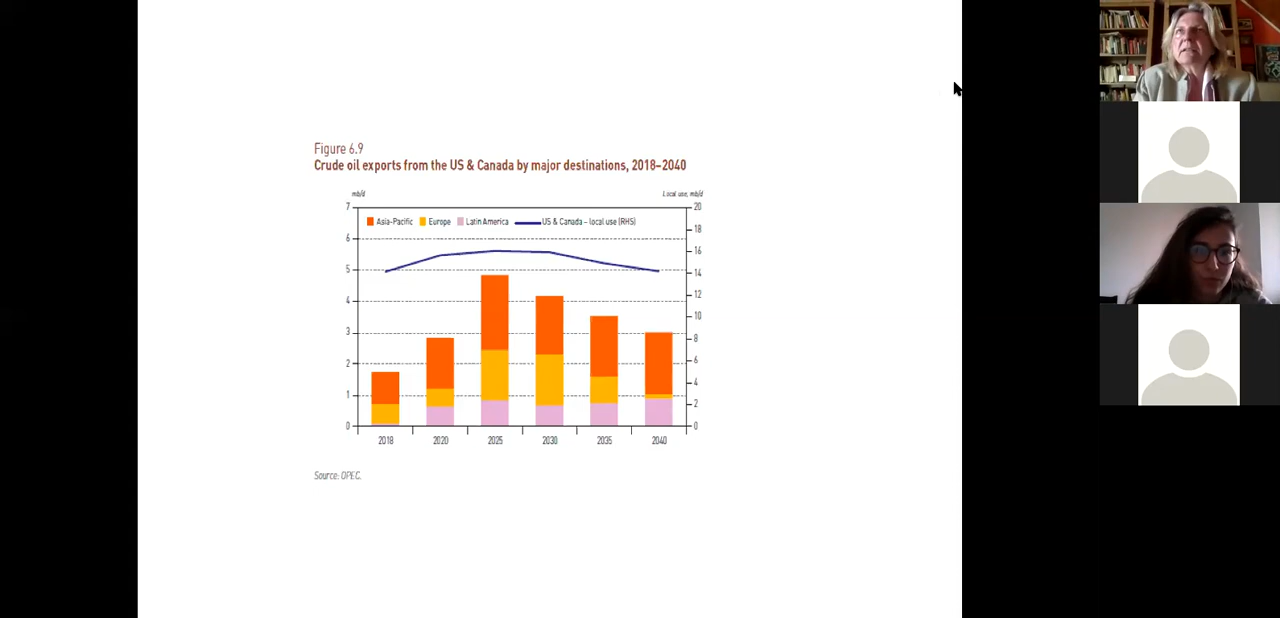 Figure 6.9
Crude oil exports from the US & Canada by major destinations, 2018–2040
mb/d
Local use, mb/d
7
20
Asia-Pacific
Europe
Latin America
US & Canada – local use (RHS)
18
6
16
5
14
4
12
10
3
8
2
6
4
1
2
0
0
2018
2020
2025
2030
2035
2040
Source: OPEC.